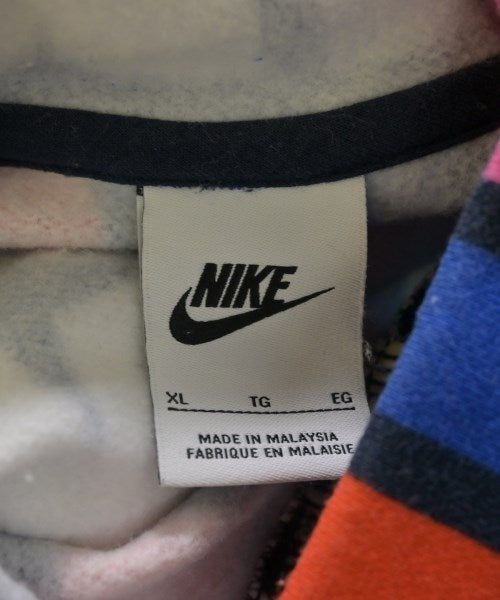 NIKE
XL TG EG
MADE IN MALAYSIA
FABRIQUE EN MALAISIE